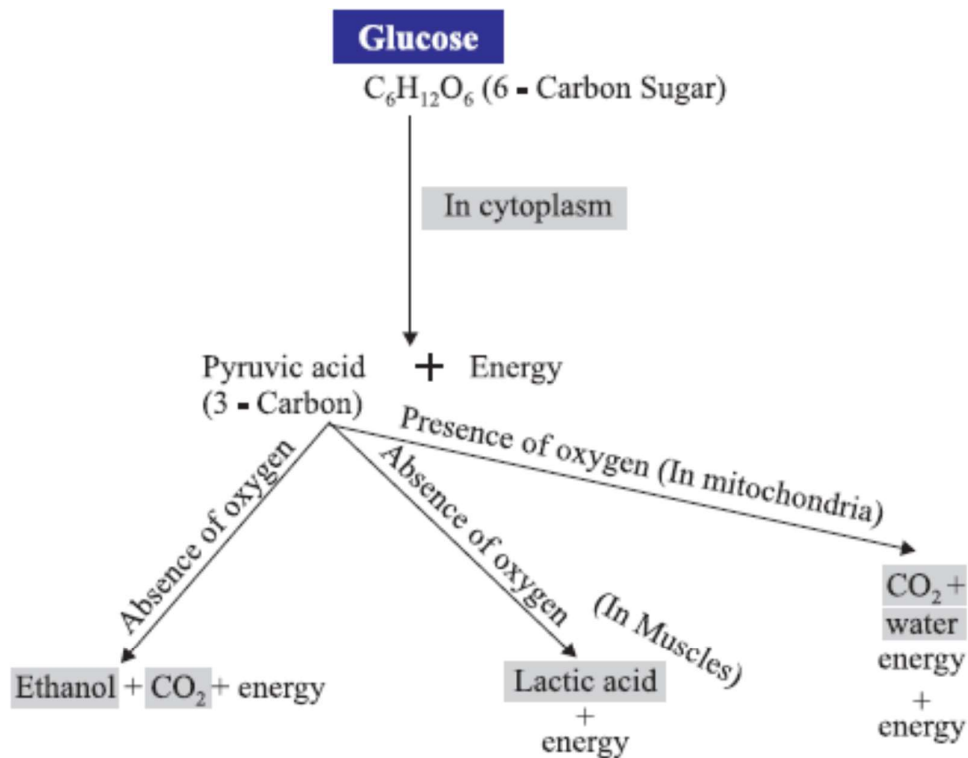 Glucose
C₆H₁₂O₆ (6 - Carbon Sugar)
In cytoplasm
Pyruvic acid + Energy
(3 - Carbon)
Absence of oxygen
Absence of oxygen
(In Muscles)
Presence of oxygen (In mitochondria)
Ethanol + CO₂ + energy
Lactic acid
+
energy
CO₂ +
water
energy
+
energy